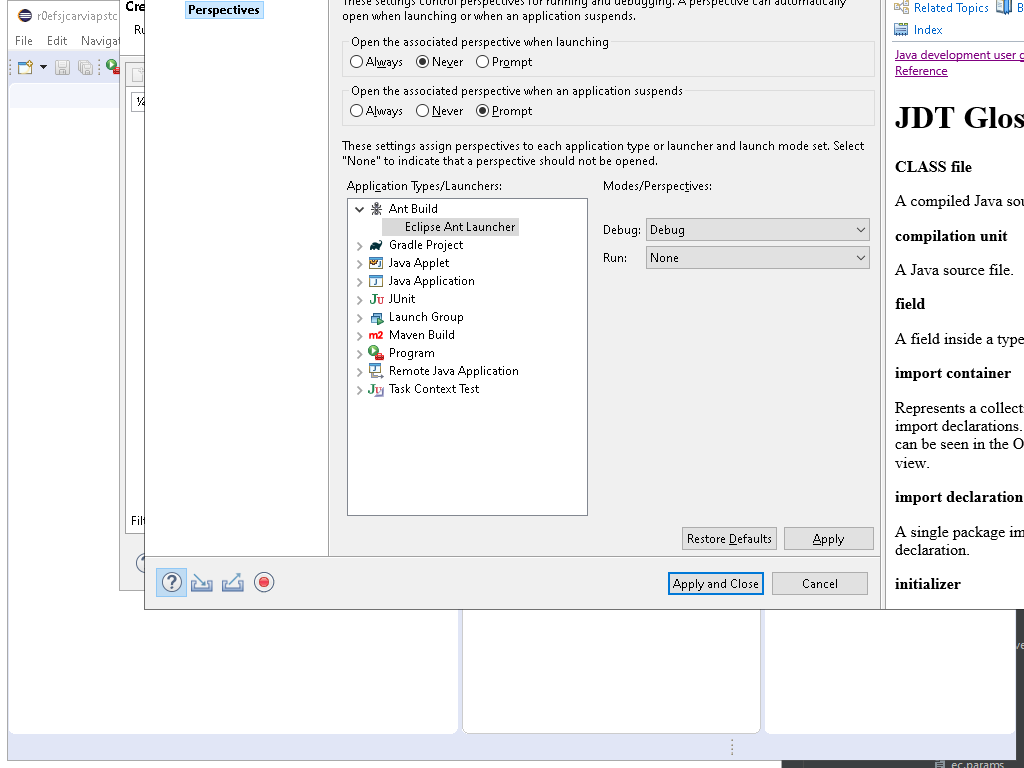 r0efsjcarviapstc
File Edit Navigat
Cre
Ru
Filt
Perspectives
These settings control perspectives for running and debugging. A perspective can automatically
open when launching or when an application suspends.
Open the associated perspective when launching
Always Never Prompt
Open the associated perspective when an application suspends
Always Never Prompt
These settings assign perspectives to each application type or launcher and launch mode set. Select
"None" to indicate that a perspective should not be opened.
Application Types/Launchers:
Modes/Perspectives:
Ant Build
Eclipse Ant Launcher
Gradle Project
Java Applet
Java Application
JUnit
Launch Group
Maven Build
Program
Remote Java Application
Task Context Test
Debug: Debug
Run: None
Restore Defaults
Apply
Apply and Close
Cancel
Related Topics B
Index
Java development user g
Reference
JDT Glos
CLASS file
A compiled Java sou
compilation unit
A Java source file.
field
A field inside a type
import container
Represents a collect
import declarations.
can be seen in the O
view.
import declaration
A single package im
declaration.
initializer
ve
ec.params